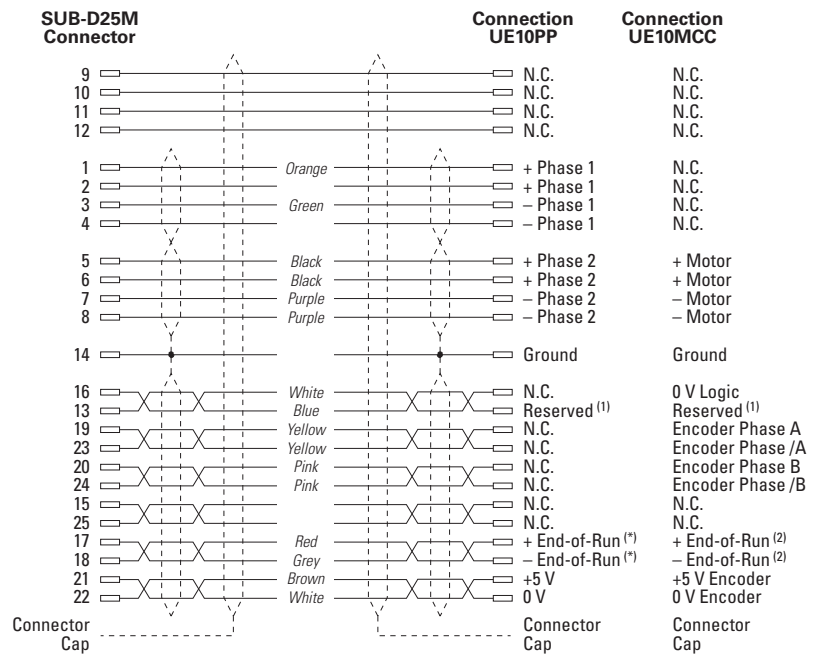 SUB-D25M Connector Connection UE10PP Connection UE10MCC
9 N.C. N.C.
10 N.C. N.C.
11 N.C. N.C.
12 N.C. N.C.
1 Orange + Phase 1 N.C.
2 + Phase 1 N.C.
3 Green – Phase 1 N.C.
4 – Phase 1 N.C.
5 Black + Phase 2 + Motor
6 Black + Phase 2 + Motor
7 Purple – Phase 2 – Motor
8 Purple – Phase 2 – Motor
14 Ground Ground
16 White N.C. 0 V Logic
13 Blue Reserved (1) Reserved (1)
19 Yellow N.C. Encoder Phase A
23 Yellow N.C. Encoder Phase /A
20 Pink N.C. Encoder Phase B
24 Pink N.C. Encoder Phase /B
15 N.C. N.C.
25 N.C. N.C.
17 Red + End-of-Run (*) + End-of-Run (2)
18 Grey – End-of-Run (*) – End-of-Run (2)
21 Brown +5 V +5 V Encoder
22 White 0 V 0 V Encoder
Connector Cap Connector Cap Connector Cap